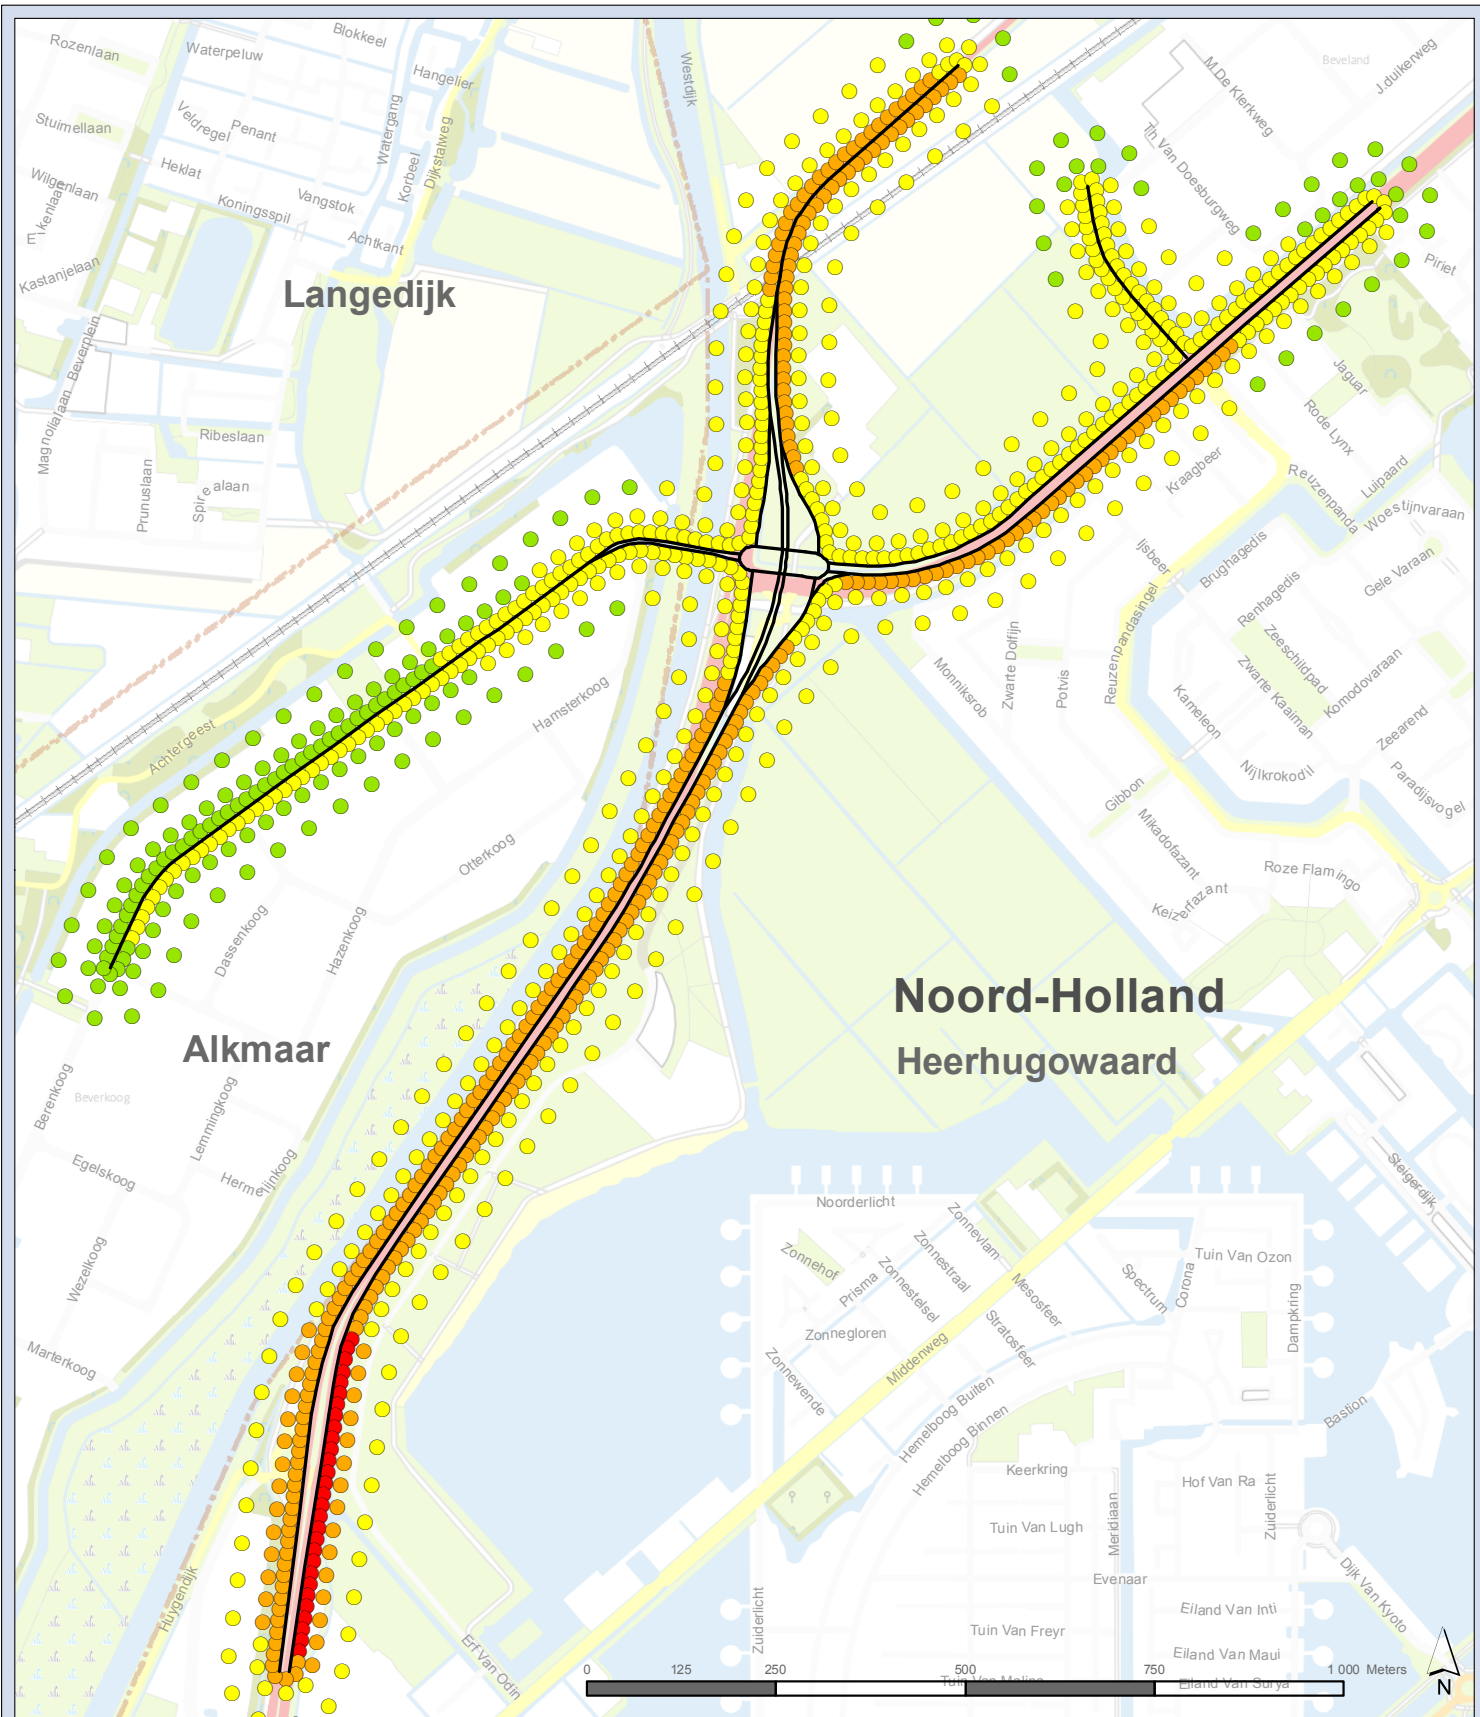 Rozenlaan
Waterpeluw
Blokkeel
Hangelier
Westdijk
M.De Klerkweg
Beveland
J.duikerweg
Stuimellaan
Veldregel
Penant
Watergang
Dijkstalweg
Korbeel
Th Van Doesburgweg
Heklat
Wilgenlaan
Eikenlaan
Koningsspil
Vangstok
Achtkant
Kastanjelaan
Piriet
Langedijk
Beverplein
Magnolialaan
Jaguar
Rode Lynx
Ribeslaan
Prunuslaan
Spirealaan
Kraagbeer
Reuzenpanda
Luipaard
Woestijnvaraan
Ijsbeer
Brughagedis
Gele Varaan
Renhagedis
Reuzenpandasingel
Zeeschildpad
Zwarte Dolfijn
Potvis
Monniksrob
Zwarte Kaaiman
Komodovaraan
Kameleon
Zeearend
Hamsterkoog
Achtergeest
Nijlkrokodil
Paradijsvogel
Gibbon
Mikadofazant
Otterkoog
Roze Flamingo
Keizerfazant
Dassenkoog
Hazenkoog
Noord-Holland
Alkmaar
Heerhugowaard
Berenkoog
Beverkoog
Lemmingkoog
Egelskoog
Hermelijnkoog
Steigerdijk
Noorderlicht
Zonnevlam
Wezelkoog
Zonnehof
Prisma
Zonnestraal
Zonnestelsel
Mesosfeer
Spectrum
Corona
Tuin Van Ozon
Dampkring
Zonnegloren
Stratosfeer
Marterkoog
Middenweg
Zonnewende
Hemelboog Buiten
Hemelboog Binnen
Bastion
Keerkring
Hof Van Ra
Meridiaan
Zuiderlicht
Tuin Van Lugh
Evenaar
Dijk Van Kyoto
Huygendijk
Eiland Van Inti
Zuiderlicht
Tuin Van Freyr
Erf Van Odin
Eiland Van Maui
Eiland Van Surya
0 125 250 500 750 1 000 Meters
N